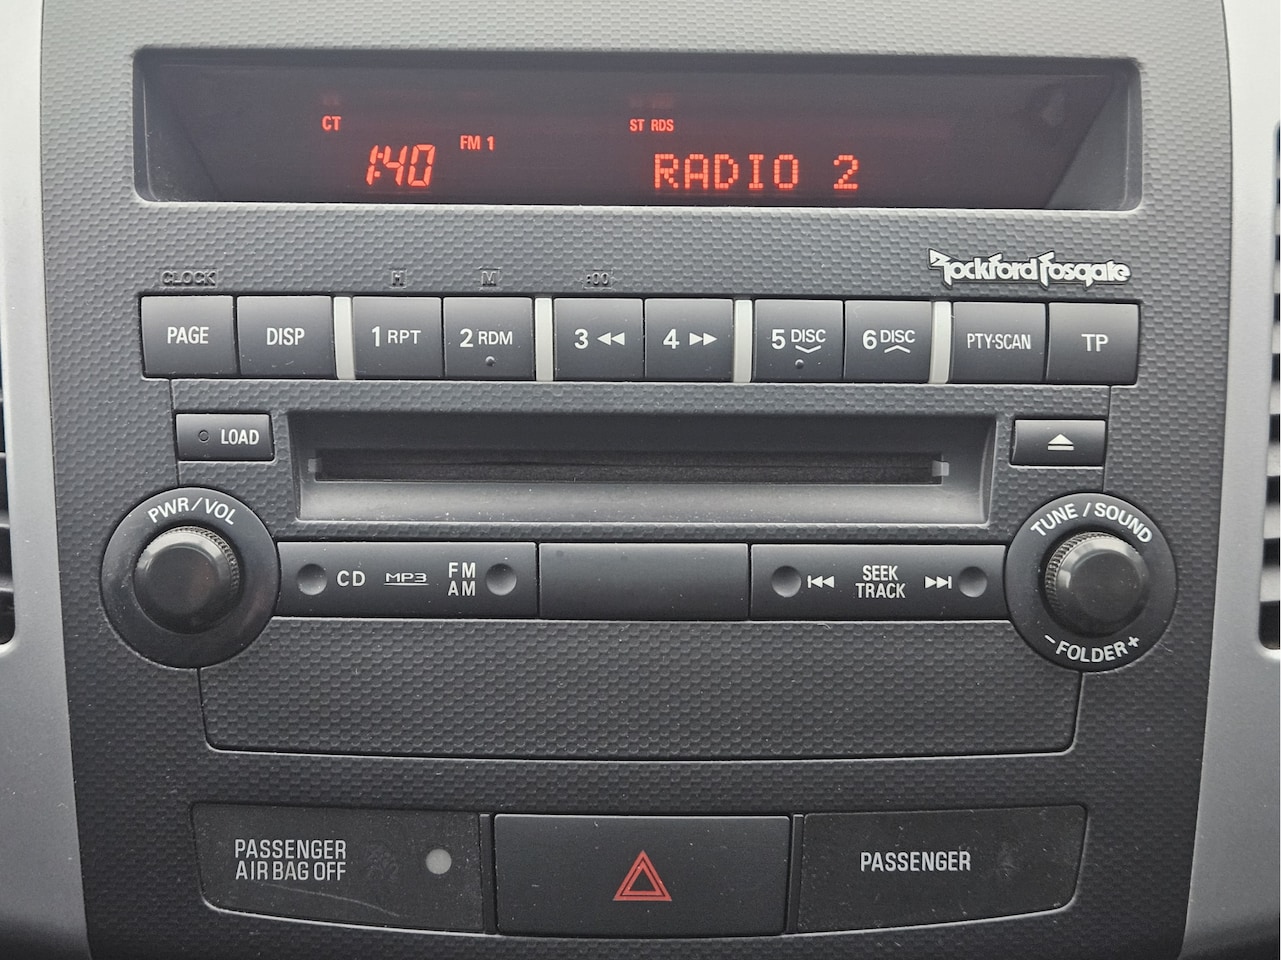 CT
ST RDS
FM 1
1:40
RADIO 2
Rockford Fosgate
CLOCK H M :00
PAGE DISP 1 RPT 2 RDM 3 4 5 DISC 6 DISC PTY·SCAN TP
LOAD
PWR/VOL
TUNE/SOUND
CD MP3 FM
AM
SEEK
TRACK
- FOLDER +
PASSENGER
AIR BAG OFF
PASSENGER